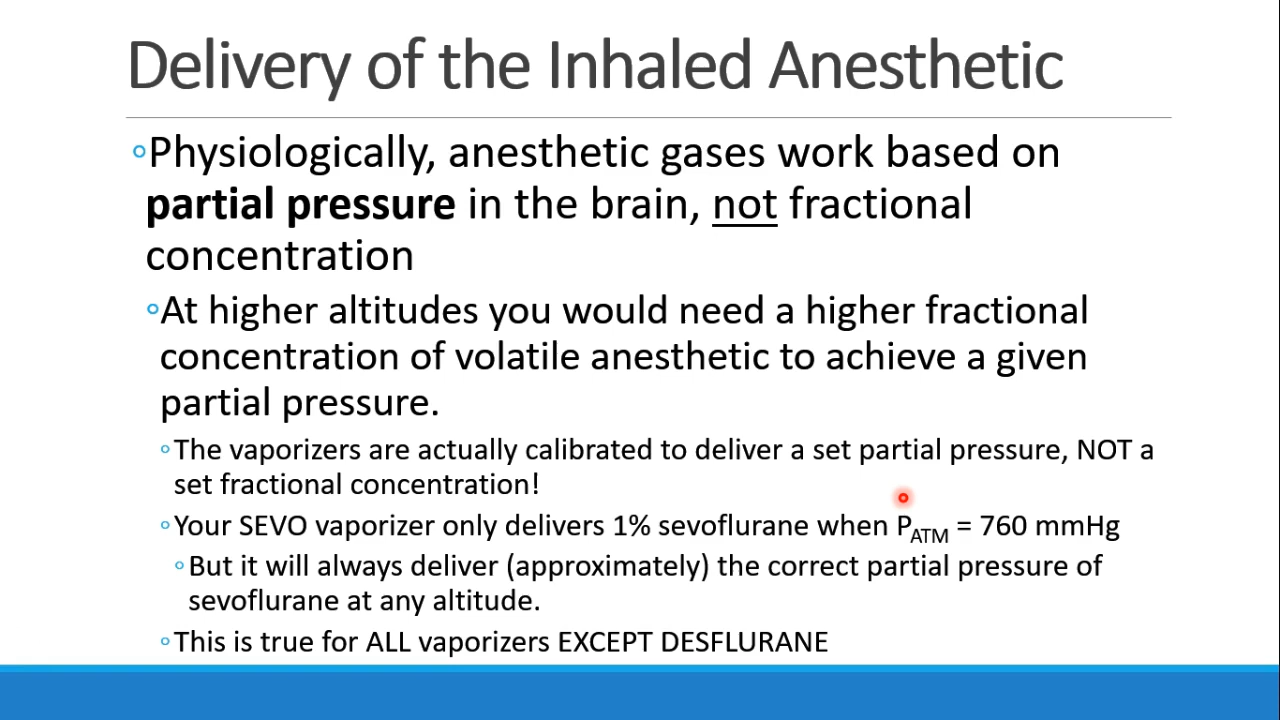 Delivery of the Inhaled Anesthetic
◦Physiologically, anesthetic gases work based on
partial pressure in the brain, not fractional
concentration
◦At higher altitudes you would need a higher fractional
concentration of volatile anesthetic to achieve a given
partial pressure.
◦The vaporizers are actually calibrated to deliver a set partial pressure, NOT a
set fractional concentration!
◦Your SEVO vaporizer only delivers 1% sevoflurane when PATM = 760 mmHg
◦But it will always deliver (approximately) the correct partial pressure of
sevoflurane at any altitude.
◦This is true for ALL vaporizers EXCEPT DESFLURANE